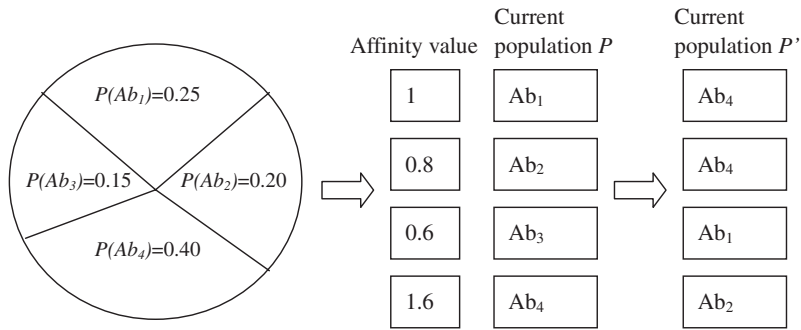 P(Ab₁)=0.25
P(Ab₃)=0.15
P(Ab₂)=0.20
P(Ab₄)=0.40
Affinity value
1
0.8
0.6
1.6
Current
population P
Ab₁
Ab₂
Ab₃
Ab₄
Current
population P’
Ab₄
Ab₄
Ab₁
Ab₂